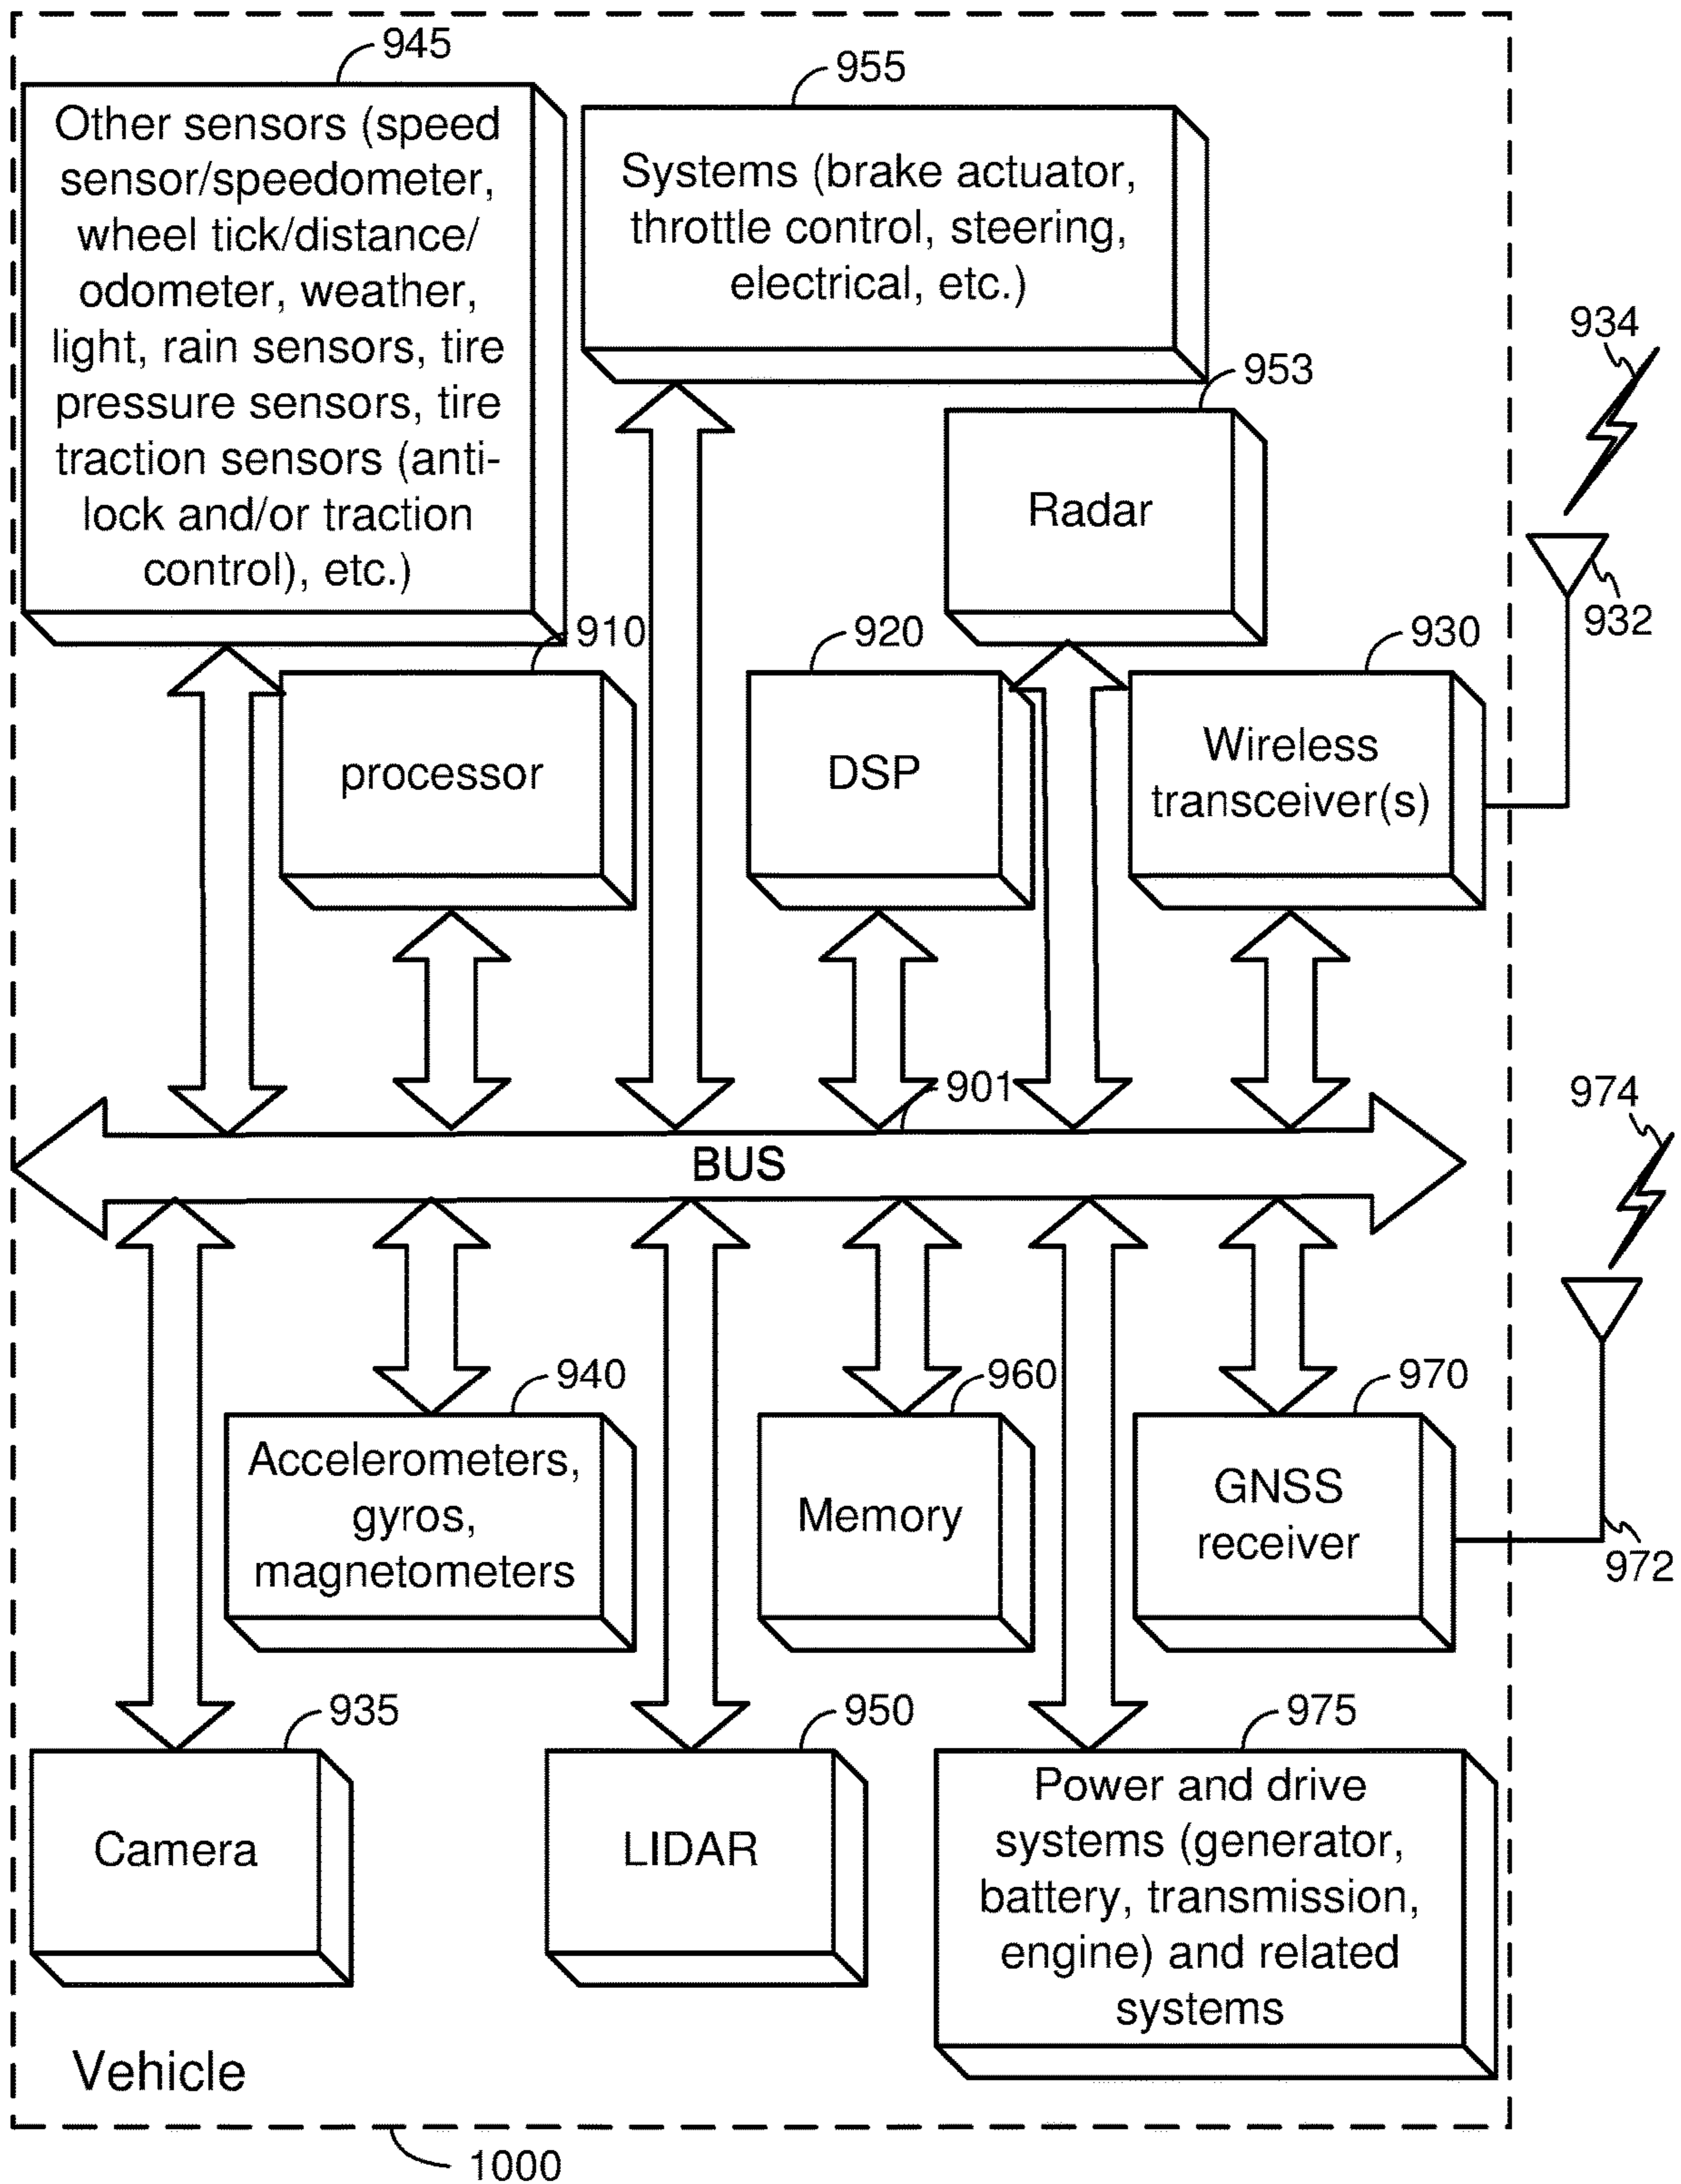 945
Other sensors (speed
sensor/speedometer,
wheel tick/distance/
odometer, weather,
light, rain sensors, tire
pressure sensors, tire
traction sensors (anti-
lock and/or traction
control), etc.)
955
Systems (brake actuator,
throttle control, steering,
electrical, etc.)
953
Radar
934
932
910
processor
920
DSP
930
Wireless
transceiver(s)
901
BUS
974
940
Accelerometers,
gyros,
magnetometers
960
Memory
970
GNSS
receiver
972
935
Camera
950
LIDAR
975
Power and drive
systems (generator,
battery, transmission,
engine) and related
systems
Vehicle
1000